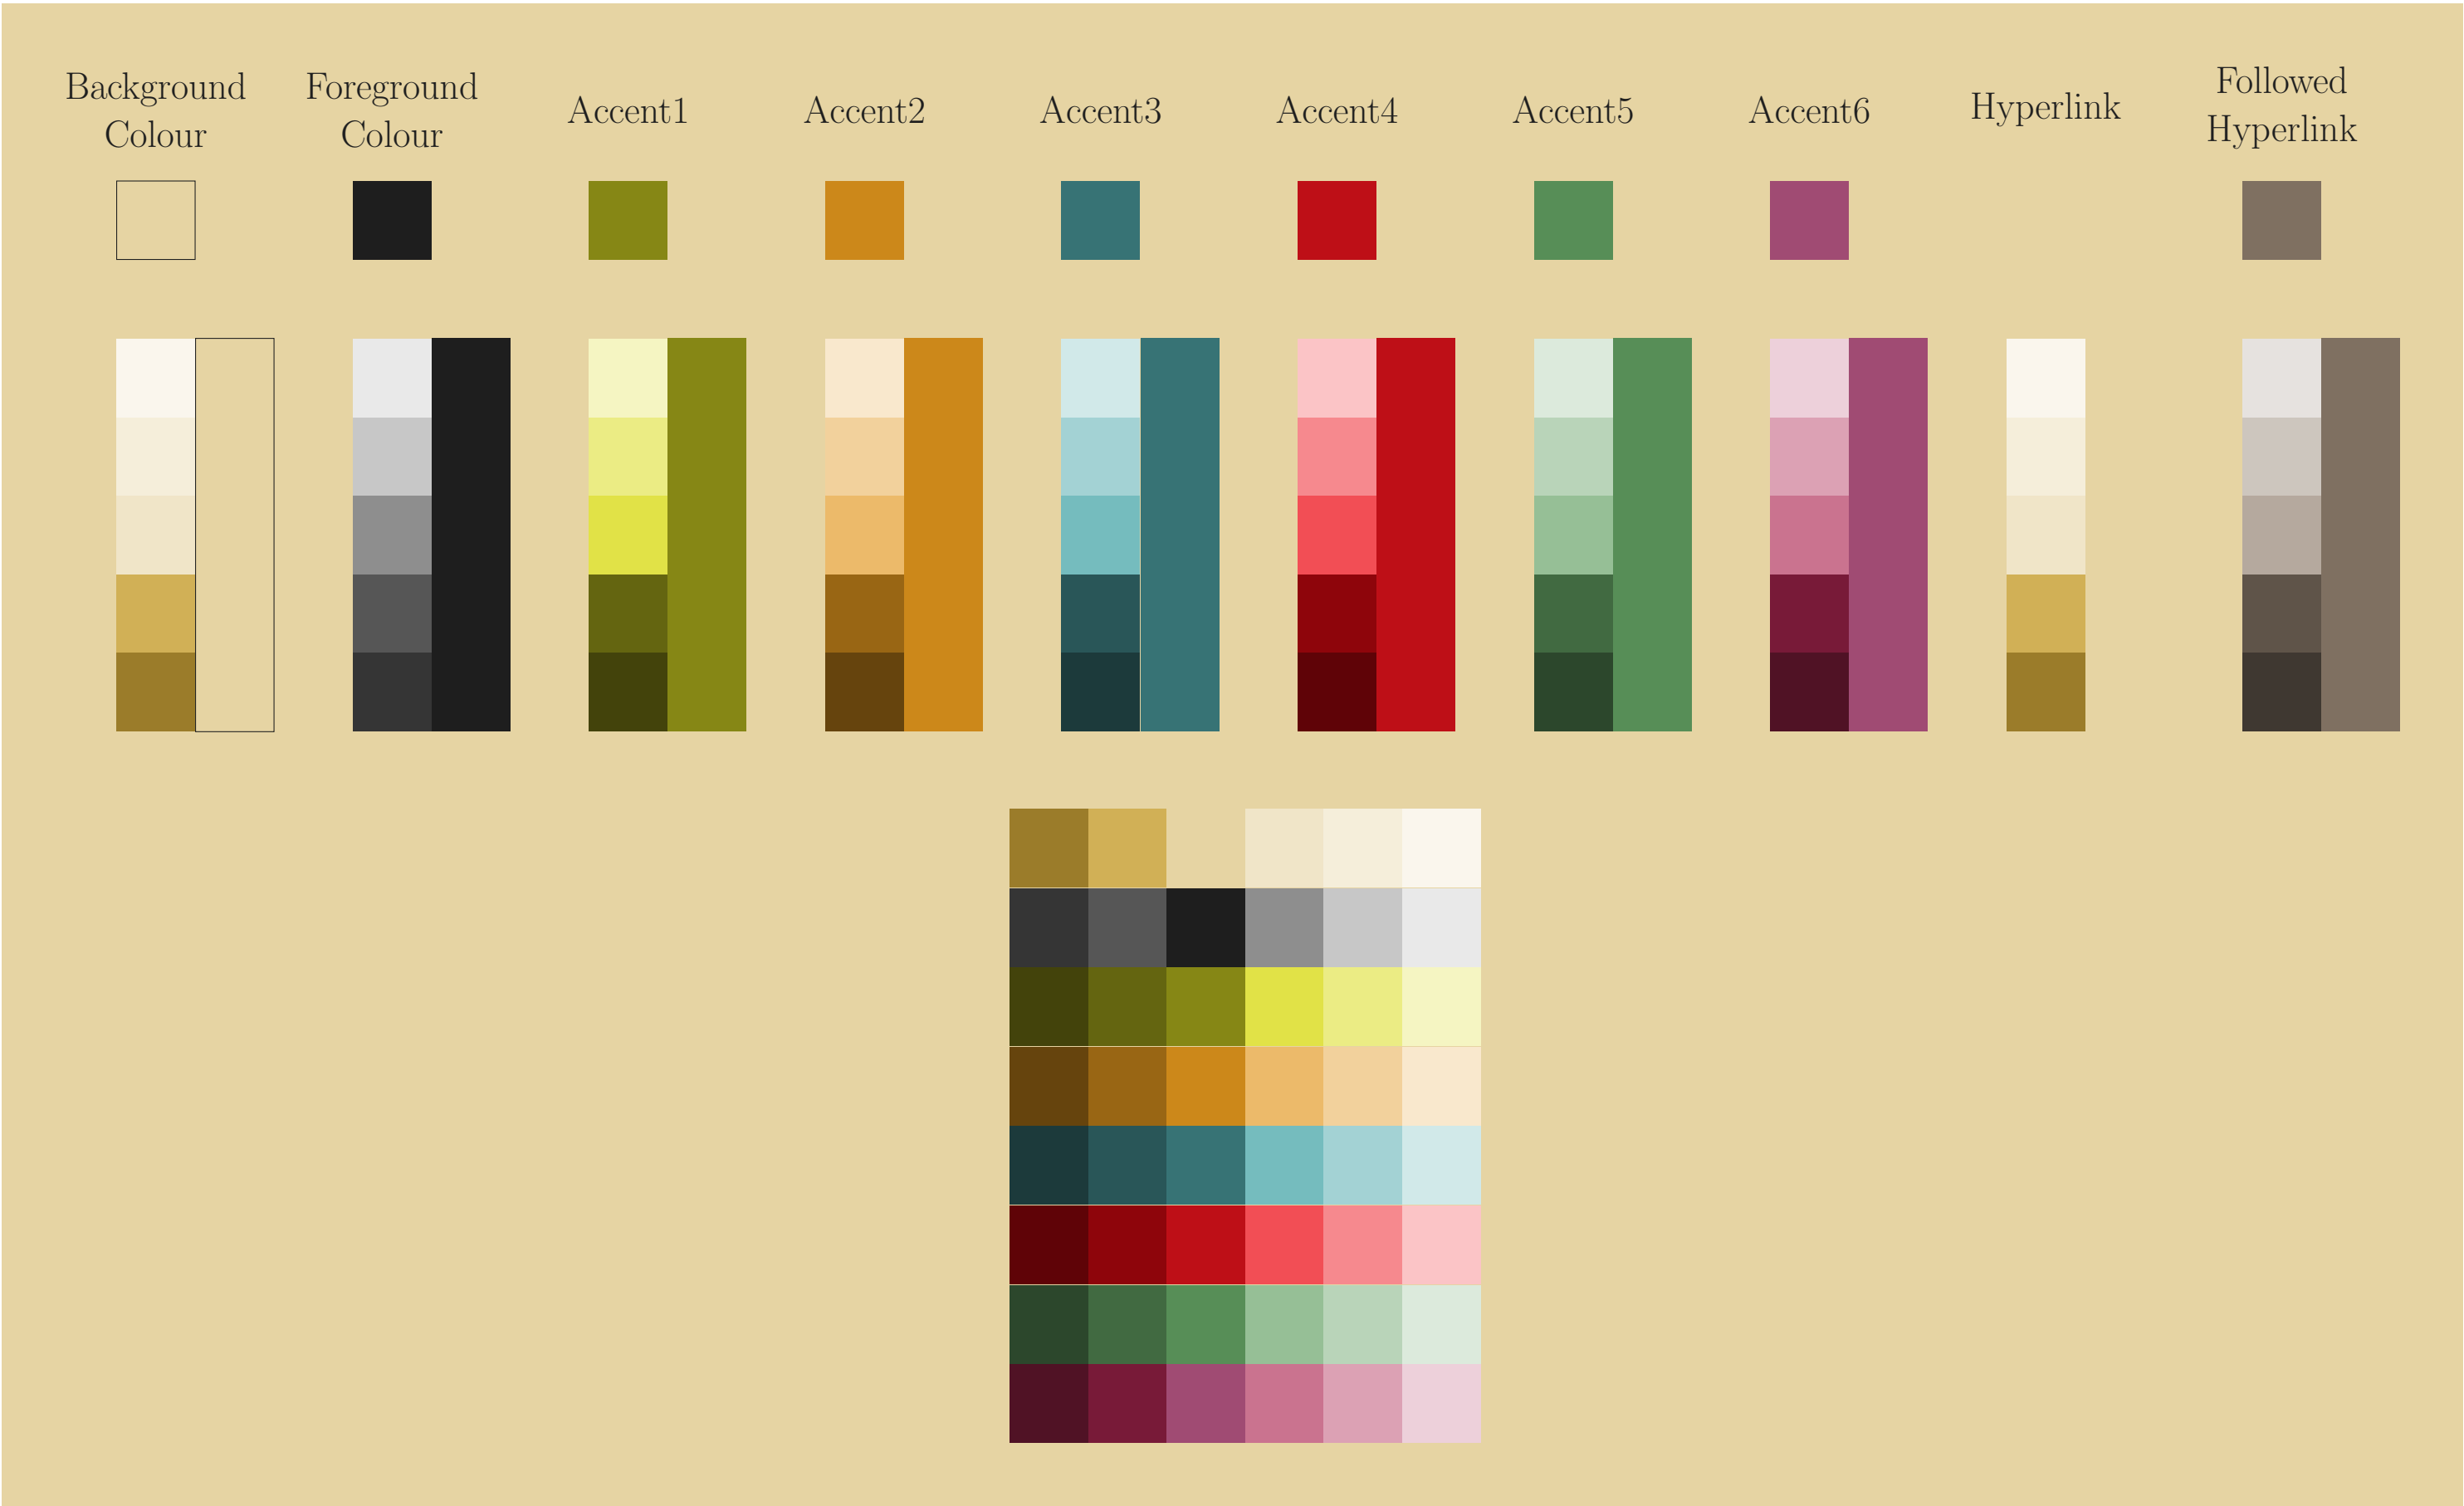 Background
Colour
Foreground
Colour
Accent1
Accent2
Accent3
Accent4
Accent5
Accent6
Hyperlink
Followed
Hyperlink